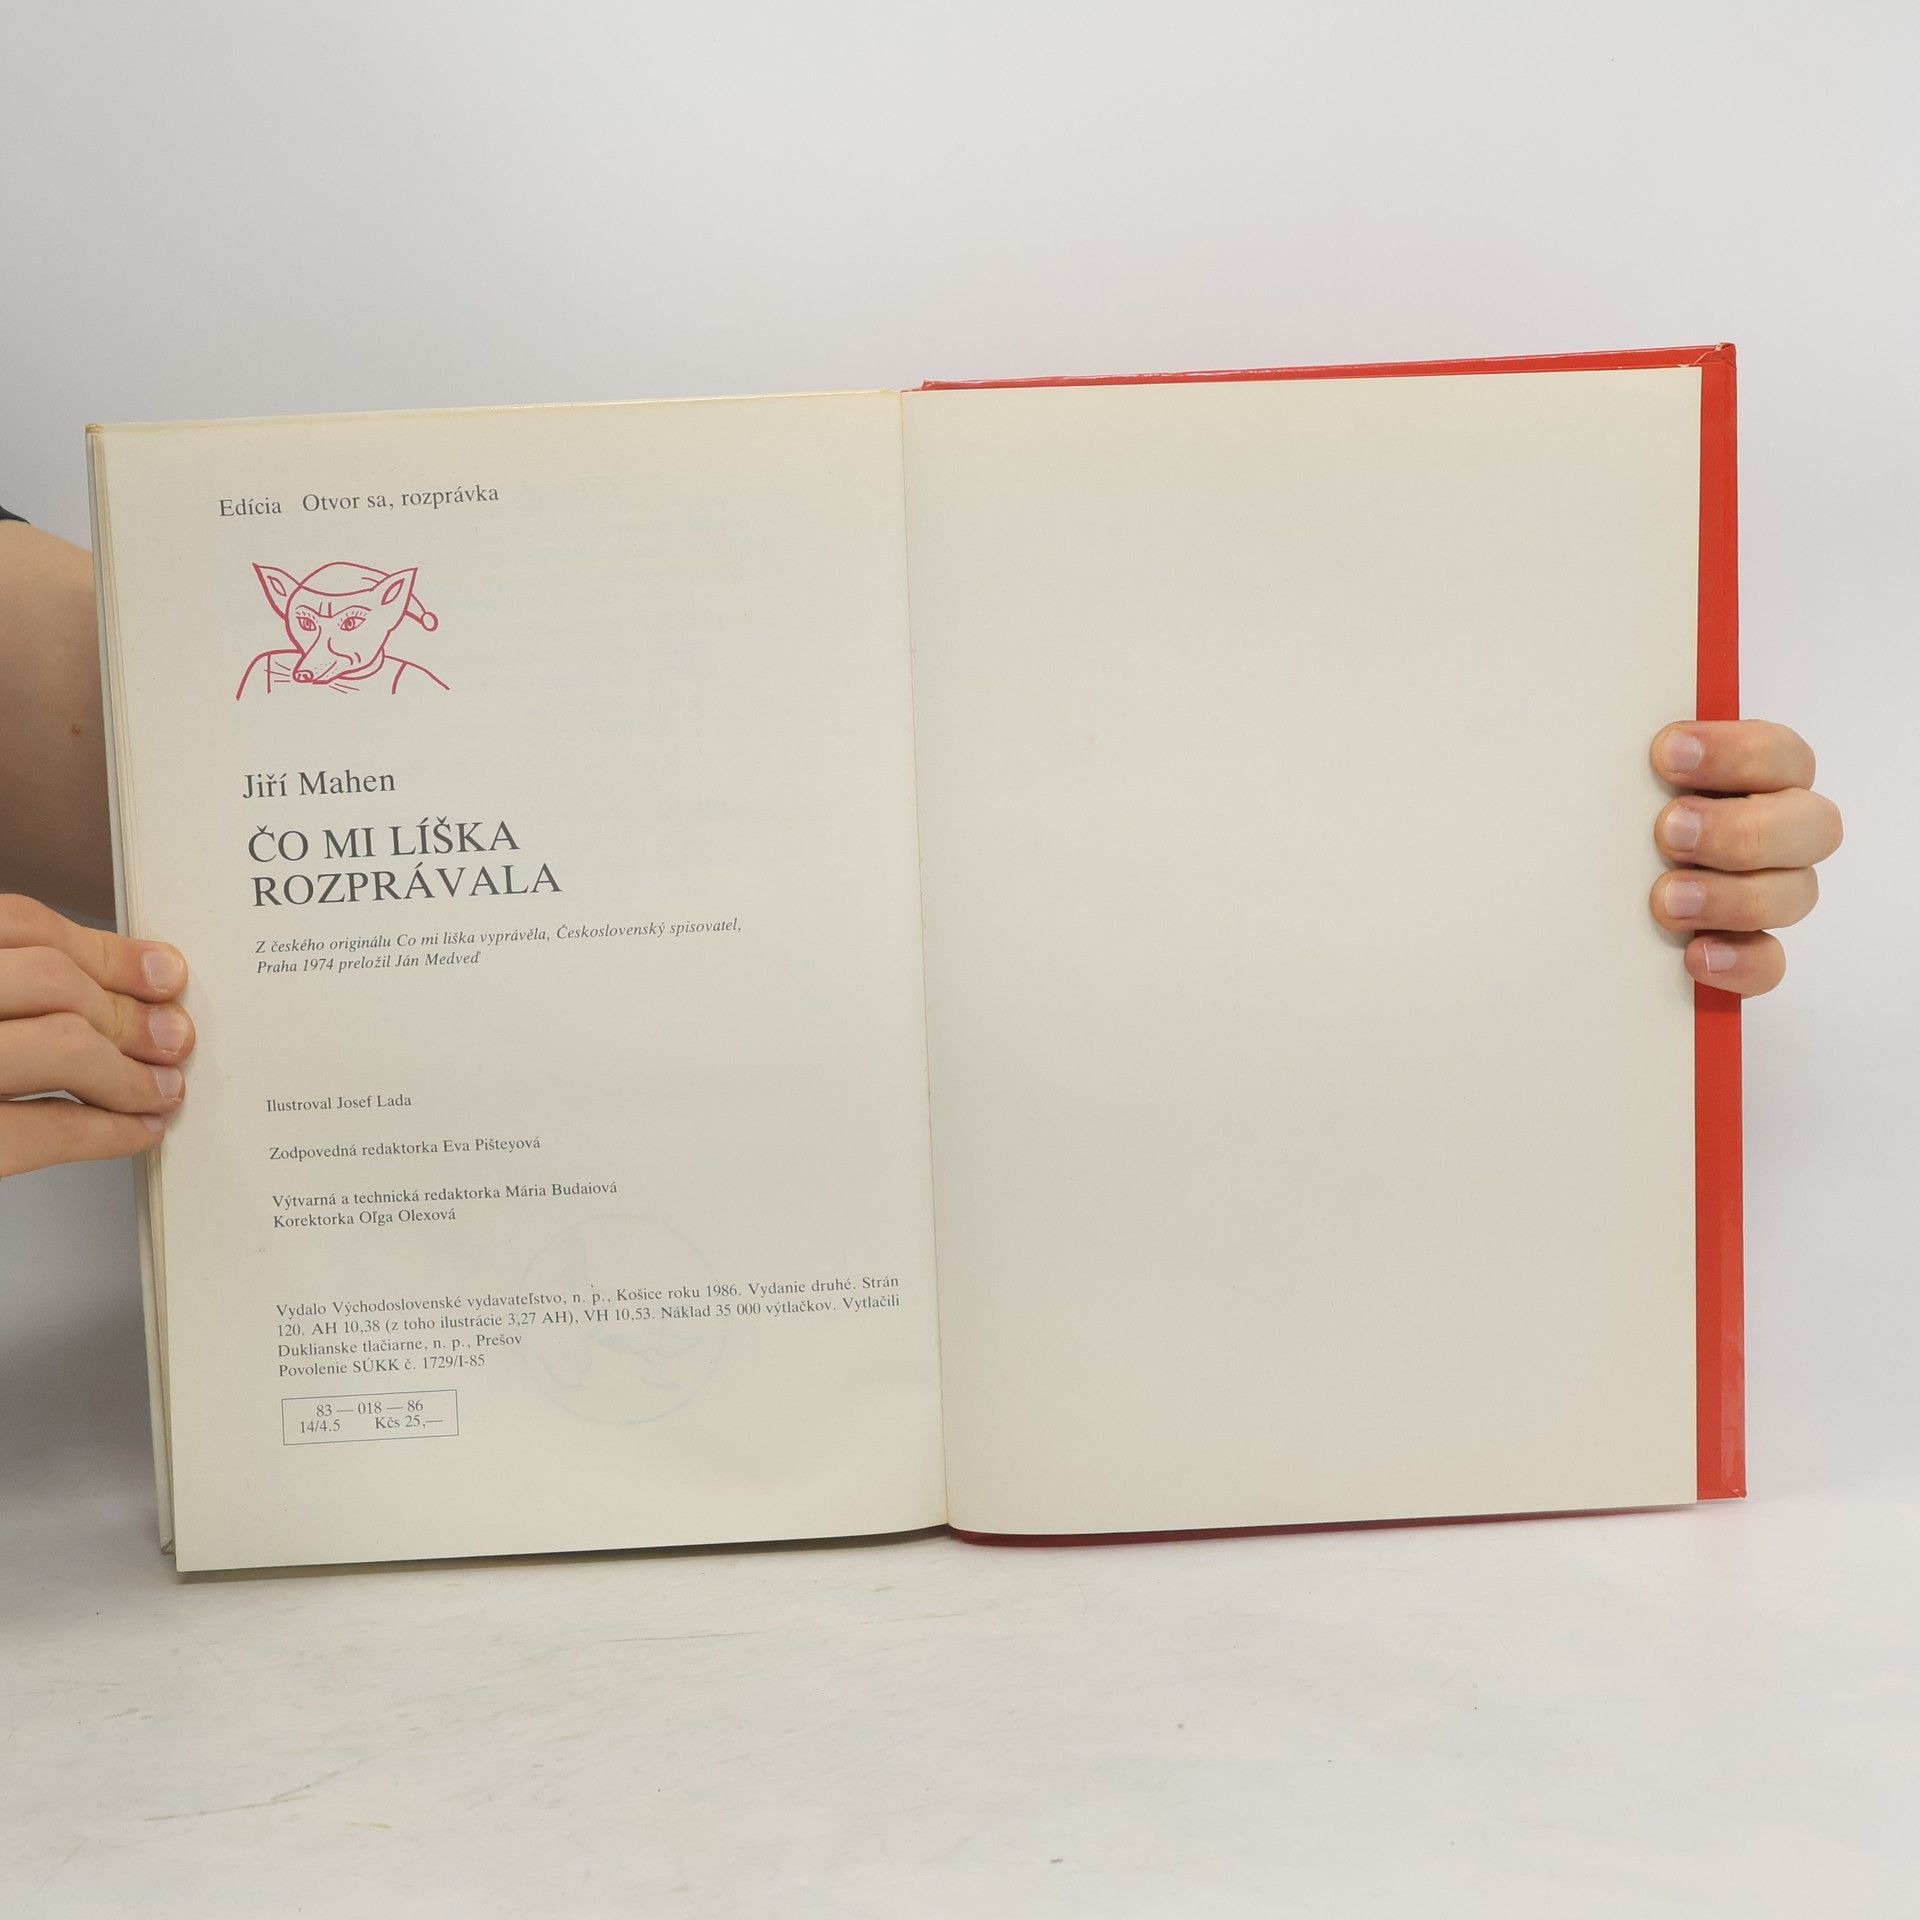 Edícia Otvor sa, rozprávka
Jiří Mahen
ČO MI LÍŠKA
ROZPRÁVALA
Z českého originálu Co mi liška vyprávěla, Československý spisovatel,
Praha 1974 preložil Ján Medveď
Ilustroval Josef Lada
Zodpovedná redaktorka Eva Pišteyová
Výtvarná a technická redaktorka Mária Budaiová
Korektorka Oľga Olexová
Vydalo Východoslovenské vydavateľstvo, n. p., Košice roku 1986. Vydanie druhé. Strán
120. AH 10,38 (z toho ilustrácie 3,27 AH), VH 10,53. Náklad 35 000 výtlačkov. Vytlačili
Duklianske tlačiarne, n. p., Prešov
Povolenie SÚKK č. 1729/I-85
83 — 018 — 86
14/4.5 Kčs 25,—